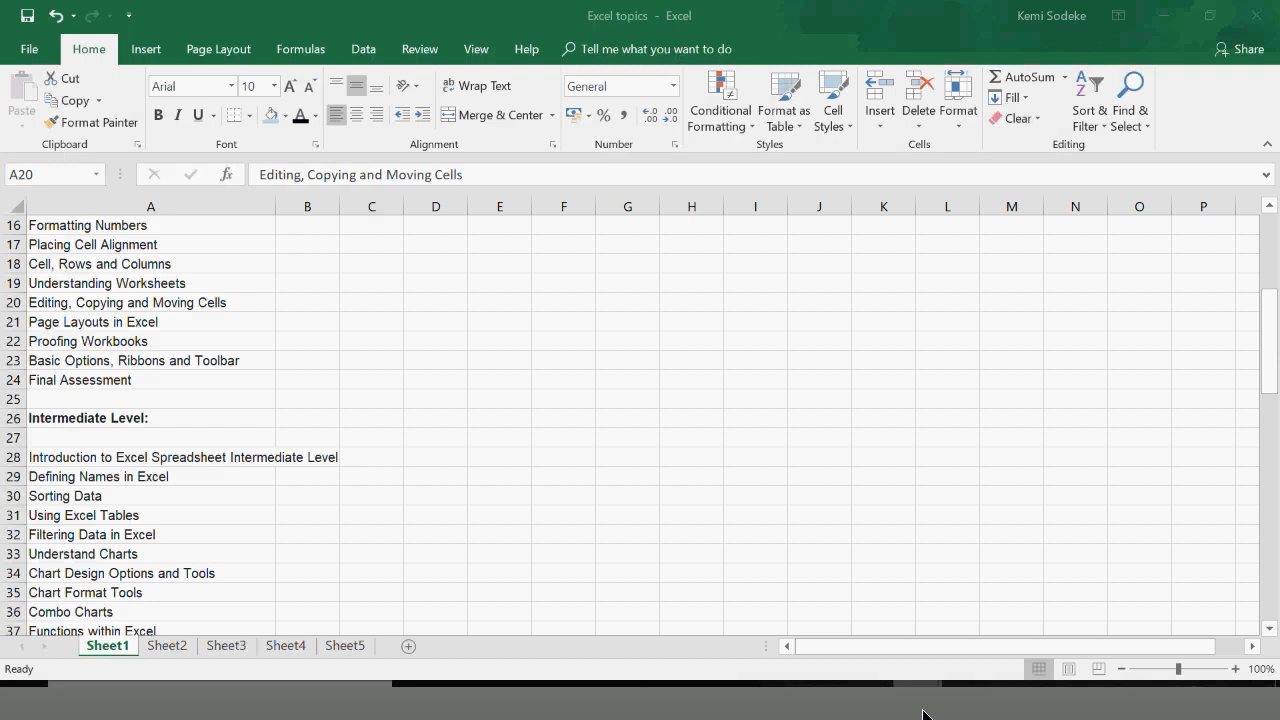 Excel topics - Excel
Kemi Sodeke
File Home Insert Page Layout Formulas Data Review View Help Tell me what you want to do Share
Paste
Cut
Copy
Format Painter
Clipboard
Arial 10 A A
B I U A
Font
ab Wrap Text
Merge & Center
Alignment
General
% , .0 .00 .00 .0
Number
Conditional Formatting
Format as Table
Cell Styles
Styles
Insert Delete Format
Cells
AutoSum
Fill
Clear
Sort & Filter
Find & Select
Editing
A20 fx Editing, Copying and Moving Cells
A B C D E F G H I J K L M N O P
16 Formatting Numbers
17 Placing Cell Alignment
18 Cell, Rows and Columns
19 Understanding Worksheets
20 Editing, Copying and Moving Cells
21 Page Layouts in Excel
22 Proofing Workbooks
23 Basic Options, Ribbons and Toolbar
24 Final Assessment
25
26 Intermediate Level:
27
28 Introduction to Excel Spreadsheet Intermediate Level
29 Defining Names in Excel
30 Sorting Data
31 Using Excel Tables
32 Filtering Data in Excel
33 Understand Charts
34 Chart Design Options and Tools
35 Chart Format Tools
36 Combo Charts
37 Functions within Excel
Sheet1 Sheet2 Sheet3 Sheet4 Sheet5
Ready 100%